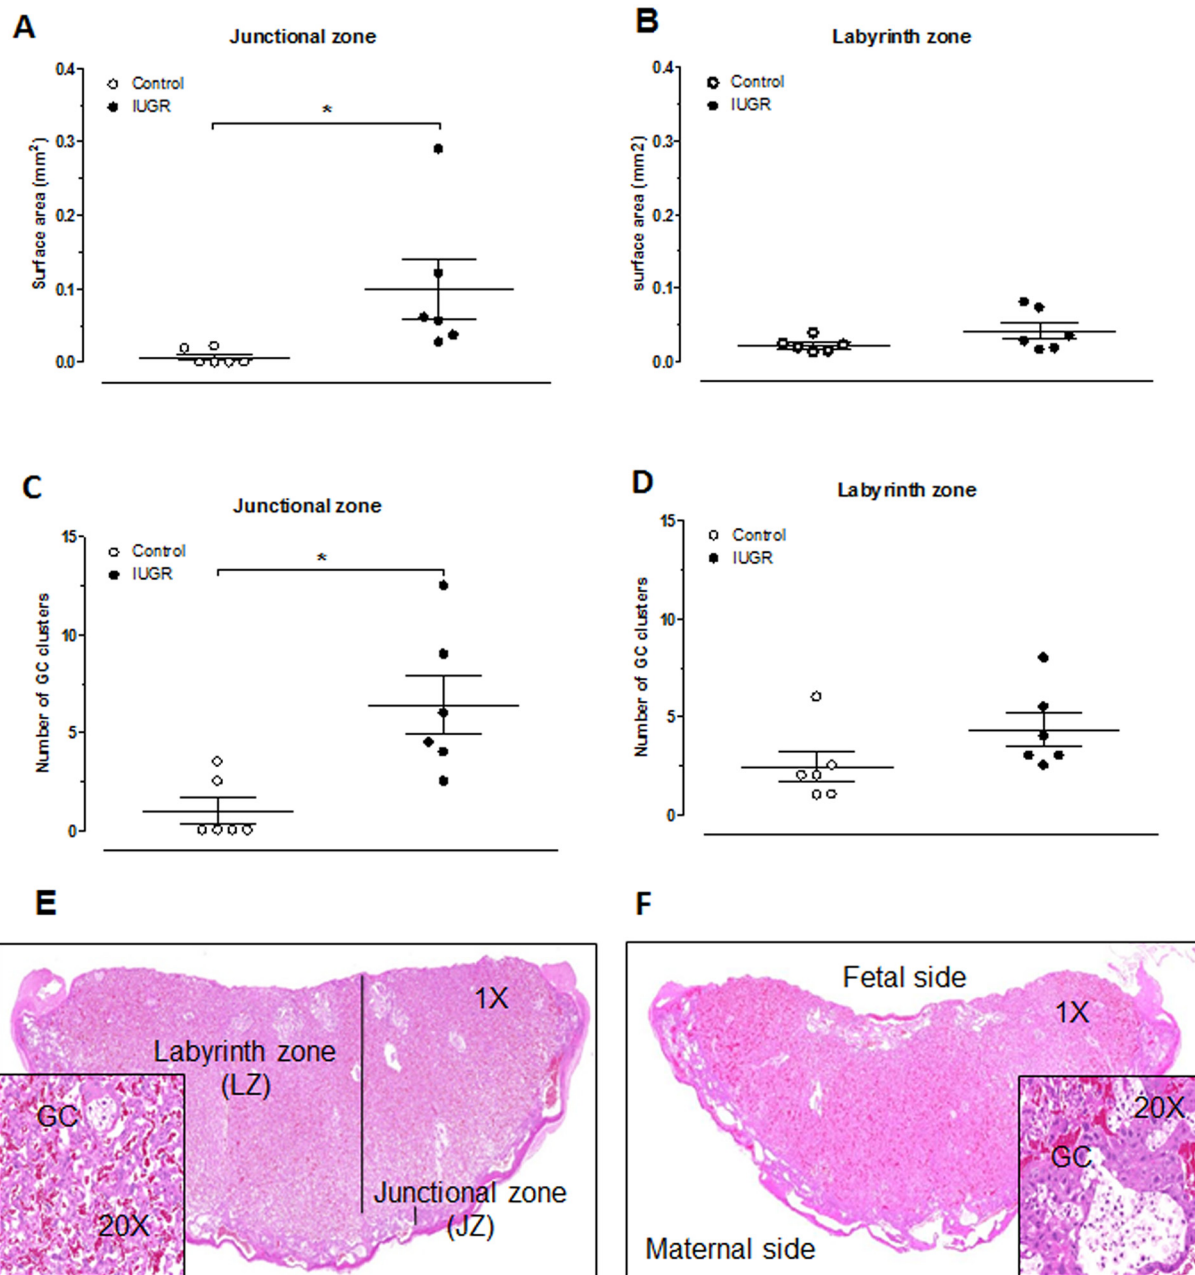 A
Junctional zone
0.4
0.3
0.2
0.1
0.0
Surface area (mm²)
Control
IUGR
*
B
Labyrinth zone
0.4
0.3
0.2
0.1
0.0
surface area (mm2)
Control
IUGR
C
Junctional zone
15
10
5
0
Number of GC clusters
Control
IUGR
*
D
Labyrinth zone
15
10
5
0
Number of GC clusters
Control
IUGR
E
1X
Labyrinth zone
(LZ)
GC
20X
Junctional zone
(JZ)
F
Fetal side
1X
20X
GC
Maternal side